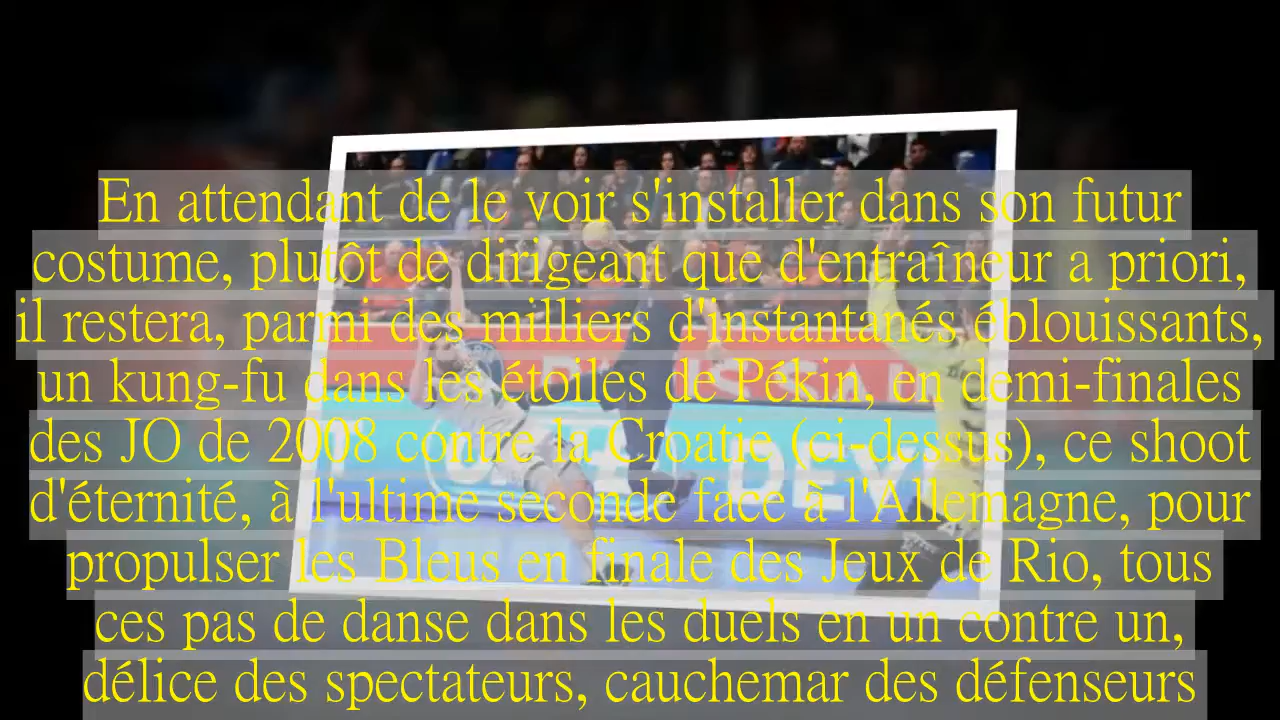 En attendant de le voir s'installer dans son futur
costume, plutôt de dirigeant que d'entraîneur a priori,
il restera, parmi des milliers d'instantanés éblouissants,
un kung-fu dans les étoiles de Pékin, en demi-finales
des JO de 2008 contre la Croatie (ci-dessus), ce shoot
d'éternité, à l'ultime seconde face à l'Allemagne, pour
propulser les Bleus en finale des Jeux de Rio, tous
ces pas de danse dans les duels en un contre un,
délice des spectateurs, cauchemar des défenseurs